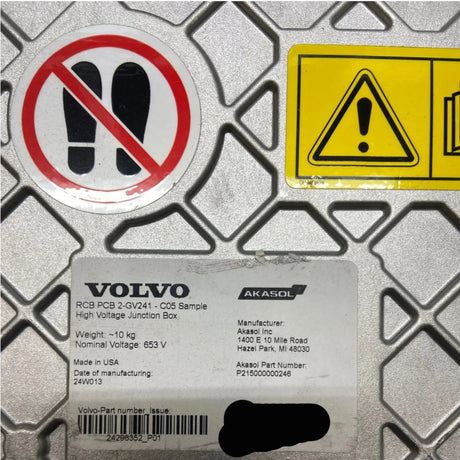 VOLVO
RCB PCB 2-GV241 - C05 Sample
High Voltage Junction Box
Weight: ~10 kg
Nominal Voltage: 653 V
Made in USA
Date of manufacturing:
24W013
Volvo-Part number_Issue:
24296352_P01
AKASOL
Manufacturer:
Akasol Inc
1400 E 10 Mile Road
Hazel Park, MI 48030
Akasol Part Number:
P215000000246